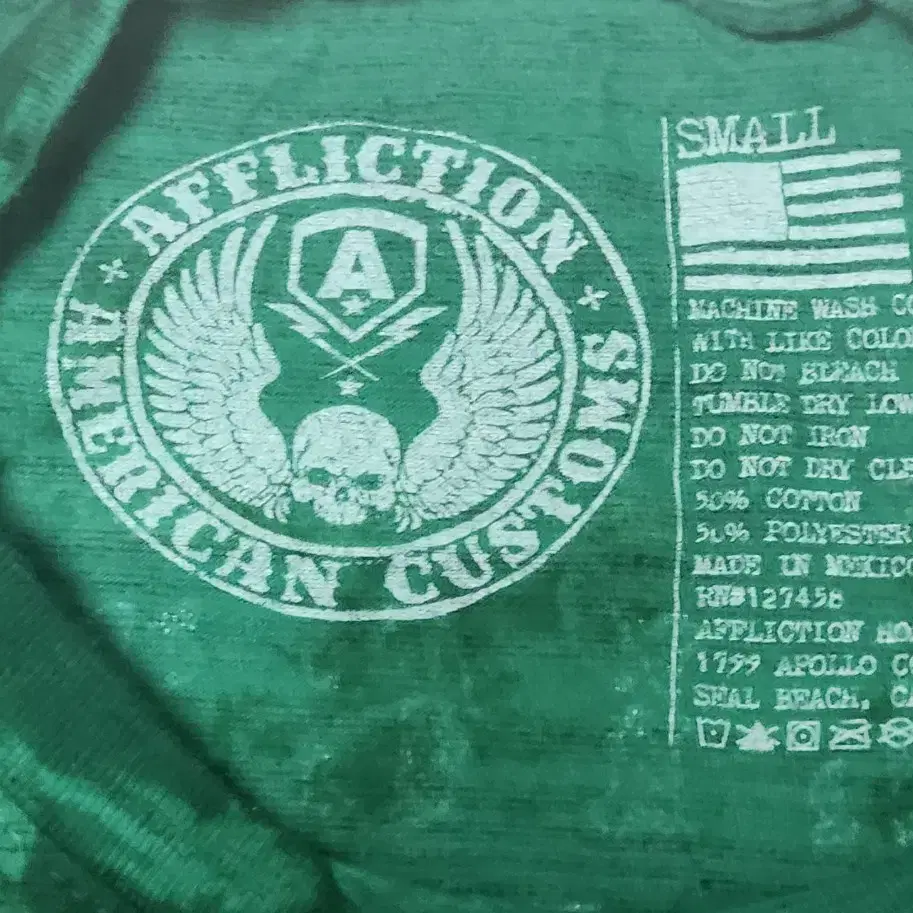 AFFLICTION
AMERICAN CUSTOMS
A
SMALL
MACHINE WASH
WITH LIKE
DO NOT BLEACH
TUMBLE DRY LOW
DO NOT IRON
DO NOT DRY
50% COTTON
50% POLYESTER
MADE IN MEXICO
RN#127458
AFFLICTION
1799 APOLLO
SEAL BEACH,